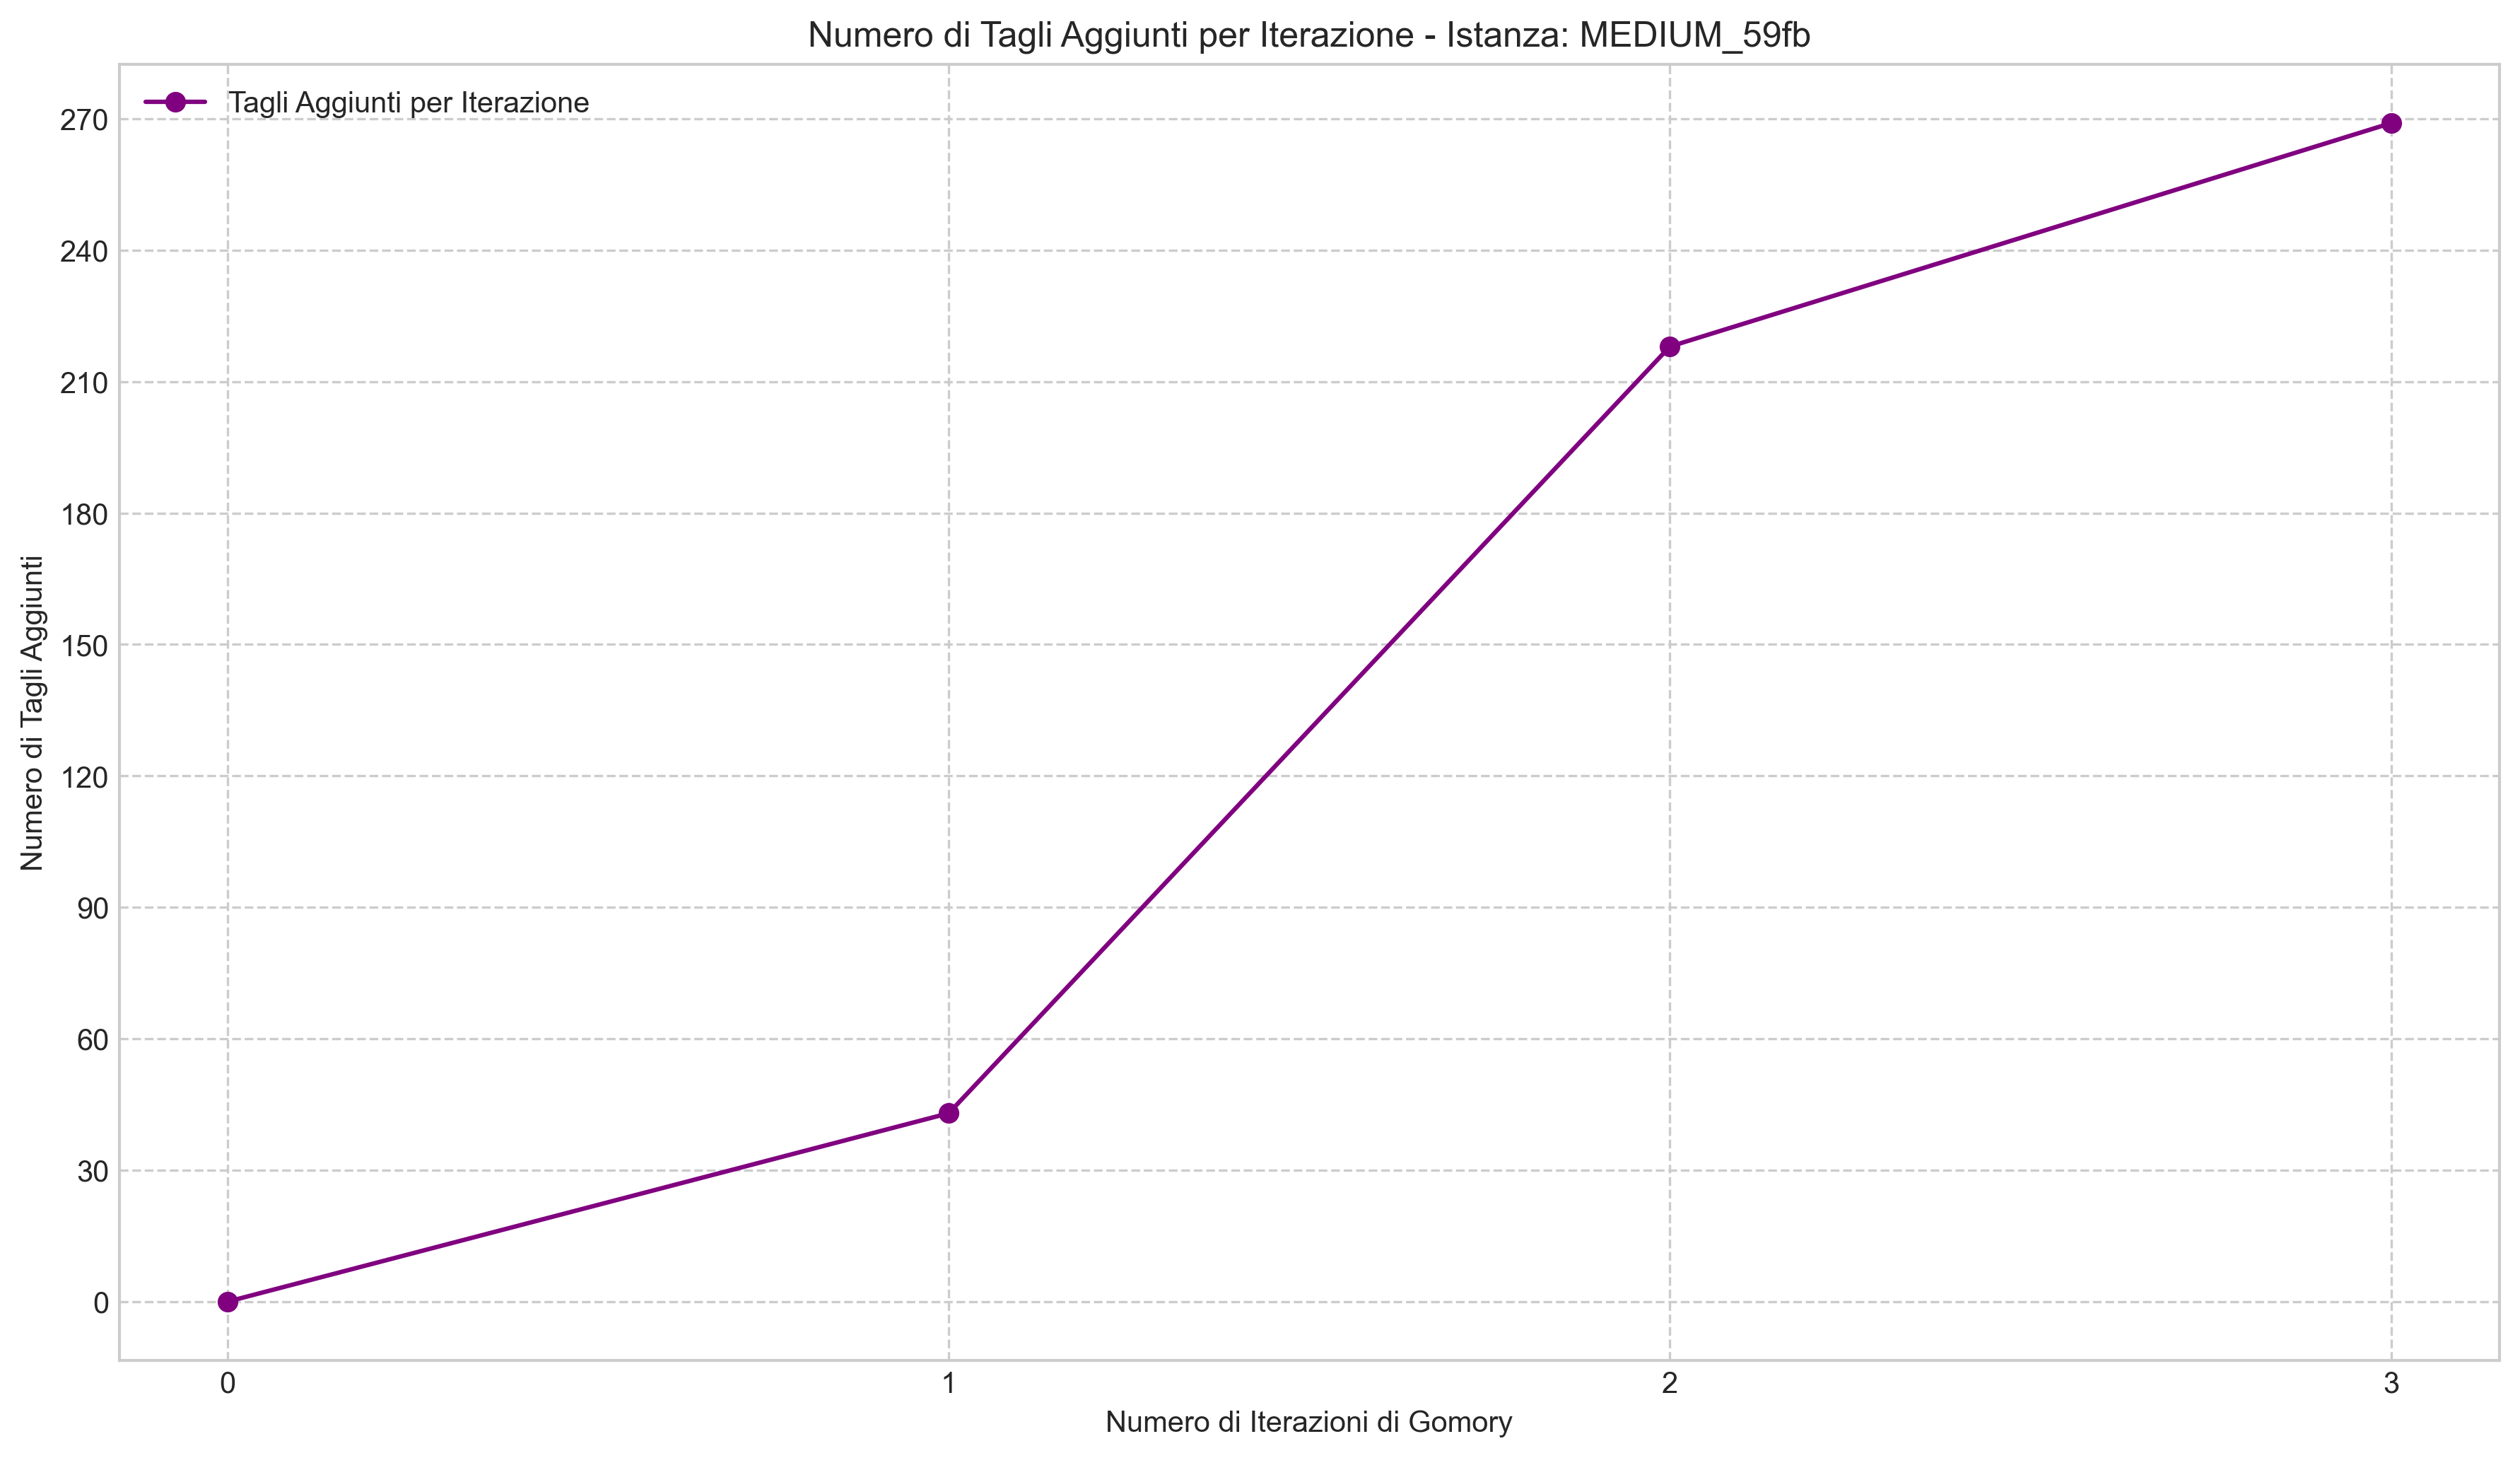 Numero di Tagli Aggiunti per Iterazione - Istanza: MEDIUM_59fb
Tagli Aggiunti per Iterazione
270
240
210
180
150
120
90
60
30
0
Numero di Tagli Aggiunti
0 1 2 3
Numero di Iterazioni di Gomory